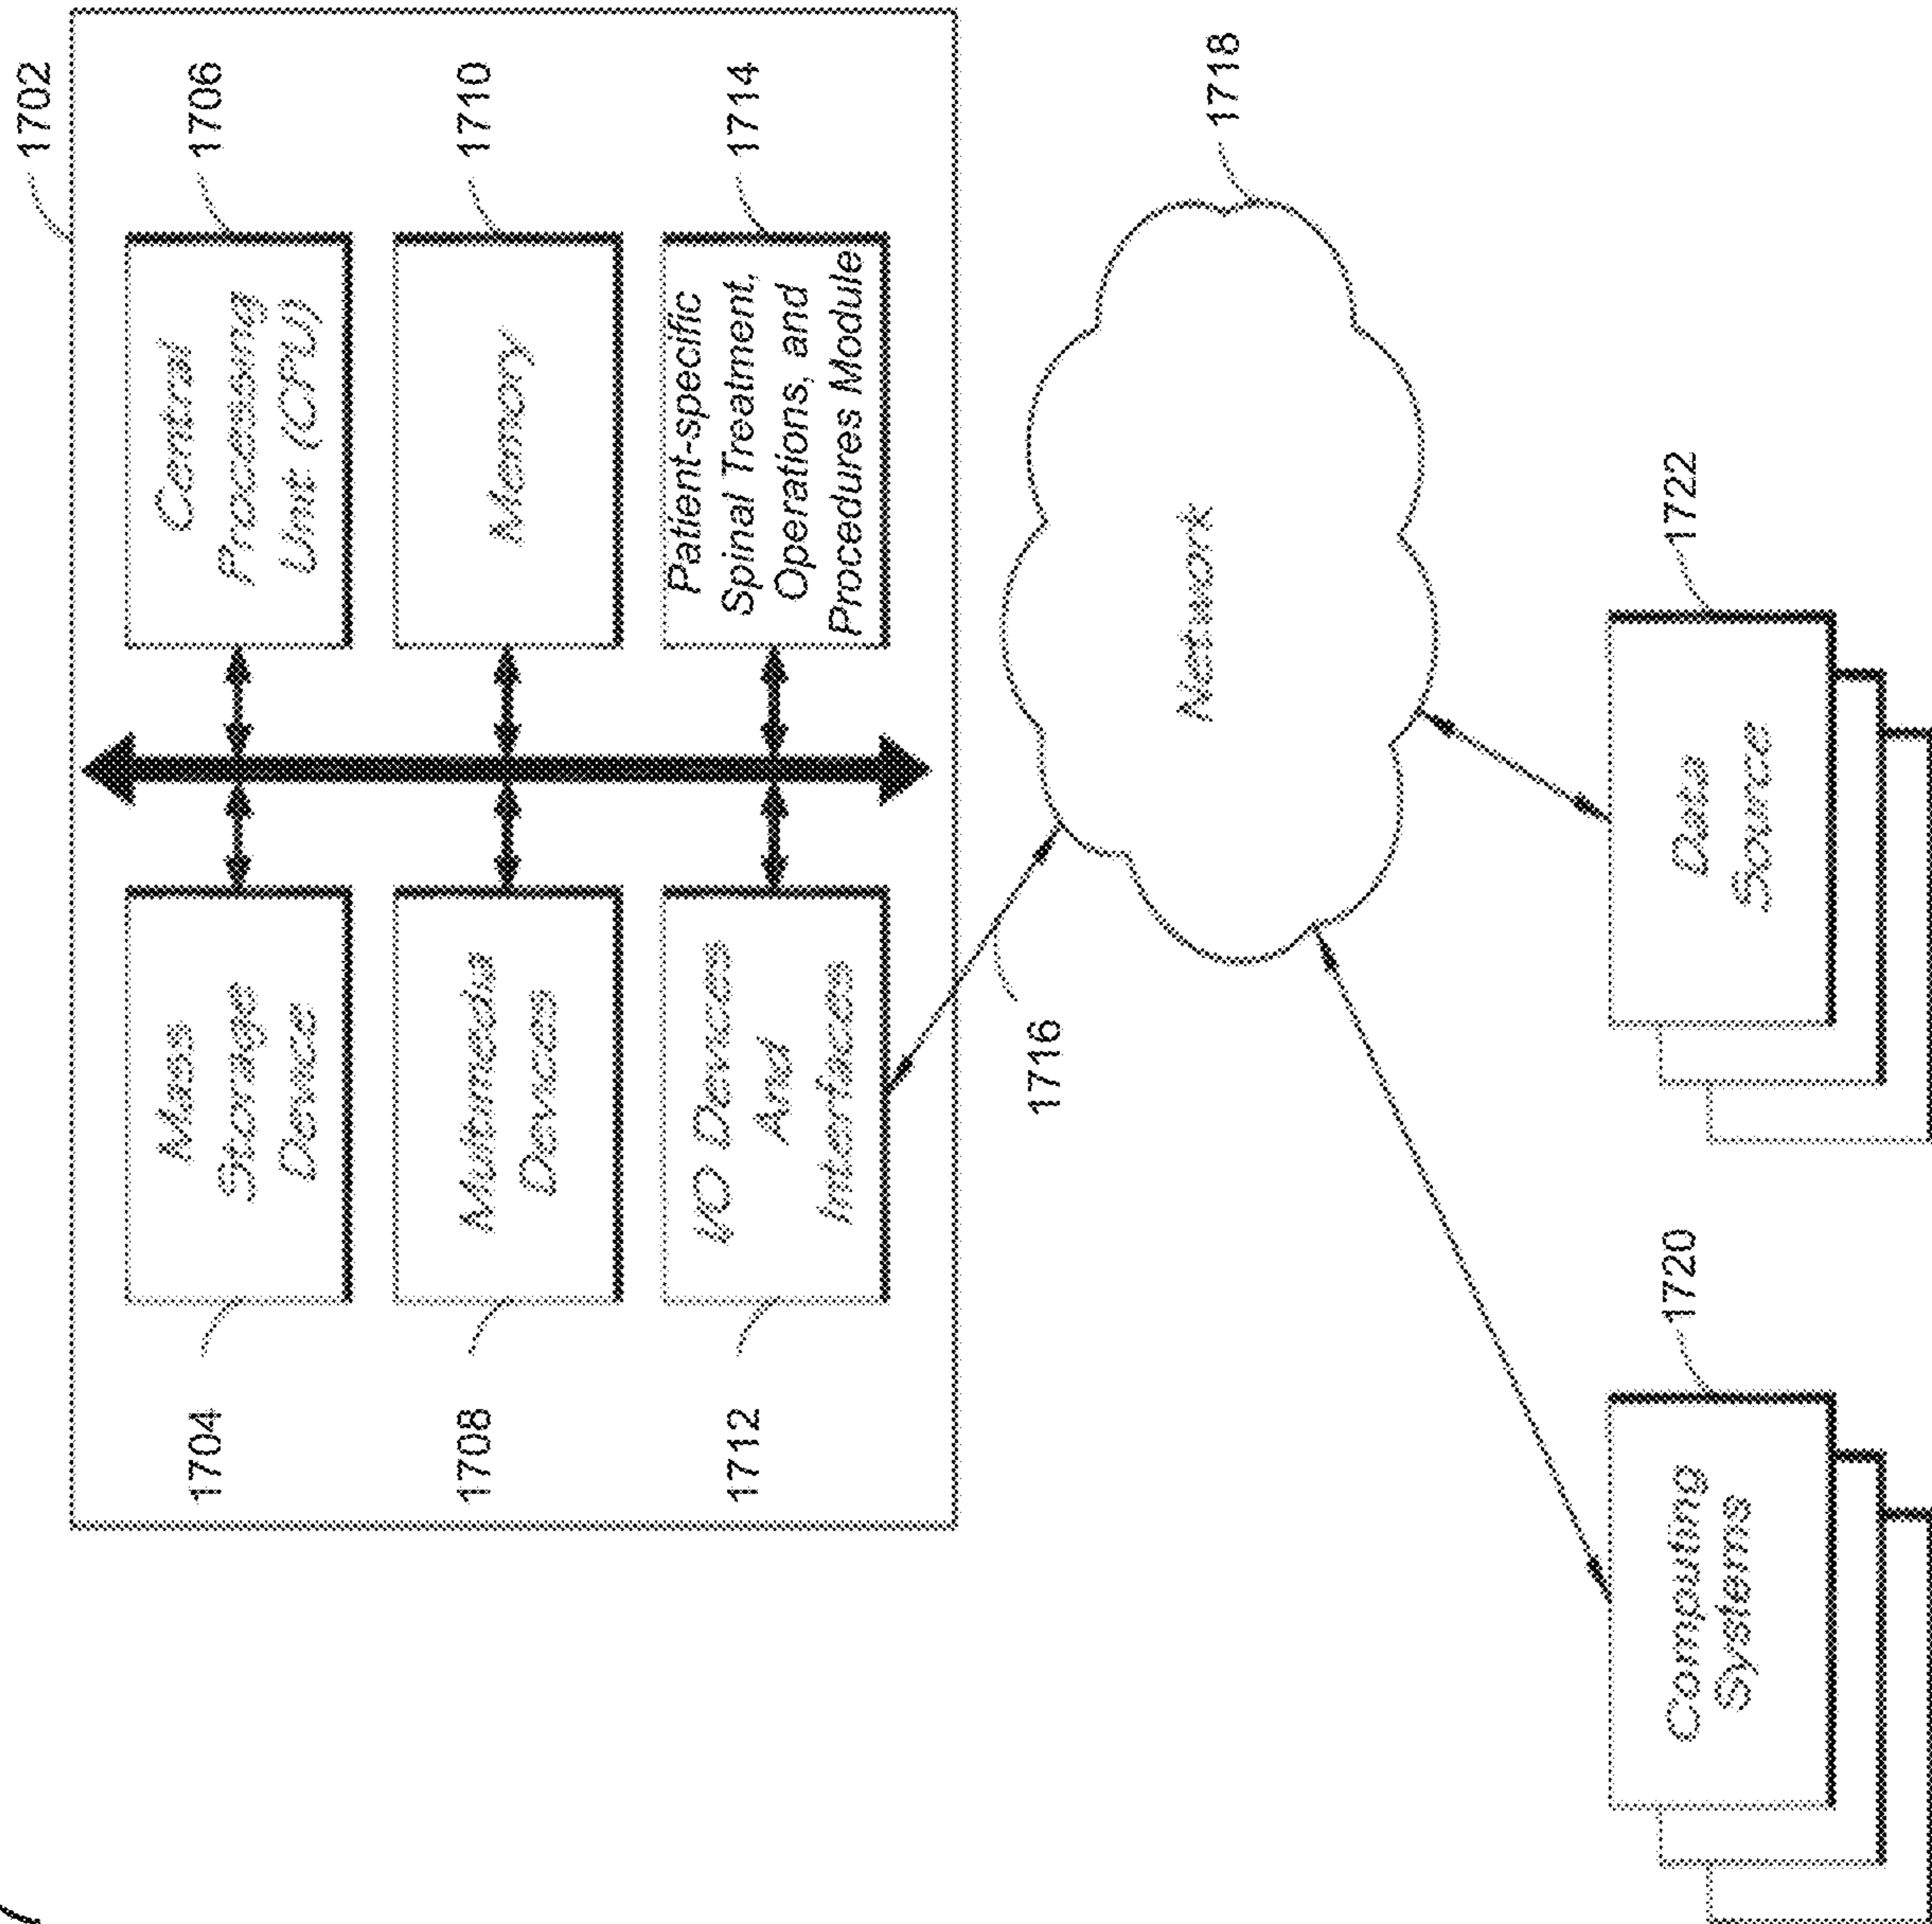 1702
1704
Mass
Storage
Device
Central
Processing
Unit (CPU)
1706
1708
Multimedia
Devices
Memory
1710
1712
I/O Devices
And
Interfaces
Patient-specific
Spinal Treatment,
Operations, and
Procedures Module
1714
1716
Network
1718
1720
Computing
Systems
1722
Data
Source